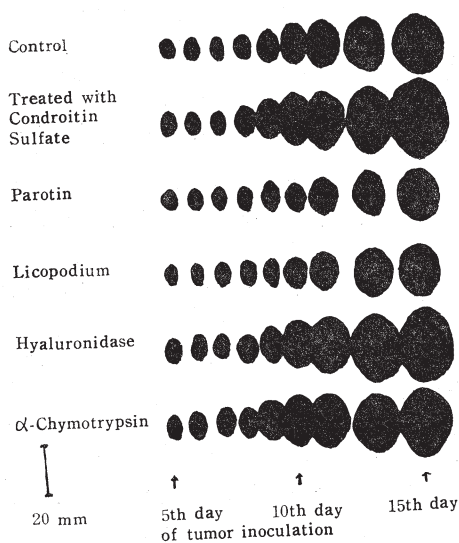 Control
Treated with
Condroitin
Sulfate
Parotin
Licopodium
Hyaluronidase
α-Chymotrypsin
20 mm
5th day
of tumor inoculation
10th day
15th day